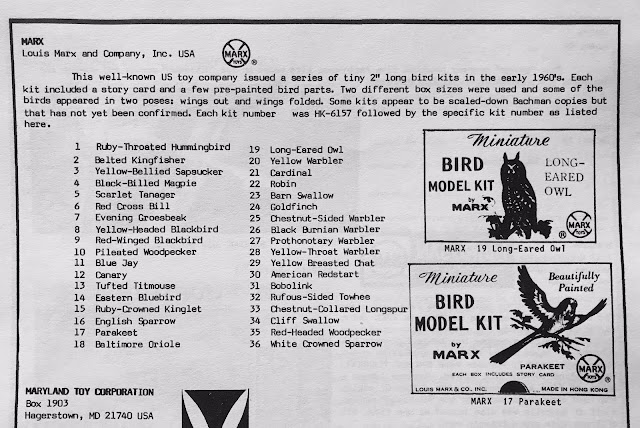 MARX
Louis Marx and Company, Inc. USA
MARX
TOYS
®
This well-known US toy company issued a series of tiny 2" long bird kits in the early 1960's. Each
kit included a story card and a few pre-painted bird parts. Two different box sizes were used and some of the
birds appeared in two poses: wings out and wings folded. Some kits appear to be scaled-down Bachman copies but
that has not yet been confirmed. Each kit number was HK-6157 followed by the specific kit number as listed
here.
1 Ruby-Throated Hummingbird
2 Belted Kingfisher
3 Yellow-Bellied Sapsucker
4 Black-Billed Magpie
5 Scarlet Tanager
6 Red Cross Bill
7 Evening Groesbeak
8 Yellow-Headed Blackbird
9 Red-Winged Blackbird
10 Pileated Woodpecker
11 Blue Jay
12 Canary
13 Tufted Titmouse
14 Eastern Bluebird
15 Ruby-Crowned Kinglet
16 English Sparrow
17 Parakeet
18 Baltimore Oriole
19 Long-Eared Owl
20 Yellow Warbler
21 Cardinal
22 Robin
23 Barn Swallow
24 Goldfinch
25 Chestnut-Sided Warbler
26 Black Burnian Warbler
27 Prothonotary Warbler
28 Yellow-Throat Warbler
29 Yellow Breasted Chat
30 American Redstart
31 Bobolink
32 Rufous-Sided Towhee
33 Chestnut-Collared Longspur
34 Cliff Swallow
35 Red-Headed Woodpecker
36 White Crowned Sparrow
Miniature
BIRD
MODEL KIT
by
MARX
LONG-
EARED
OWL
®
MARX
TOYS
MARX 19 Long-Eared Owl
Miniature
Beautifully
Painted
BIRD
MODEL KIT
by
MARX
PARAKEET
EACH BOX INCLUDES STORY CARD
MARX
TOYS
®
LOUIS MARX & CO., INC. MADE IN HONG KONG
MARX 17 Parakeet
MARYLAND TOY CORPORATION
Box 1903
Hagerstown, MD 21740 USA